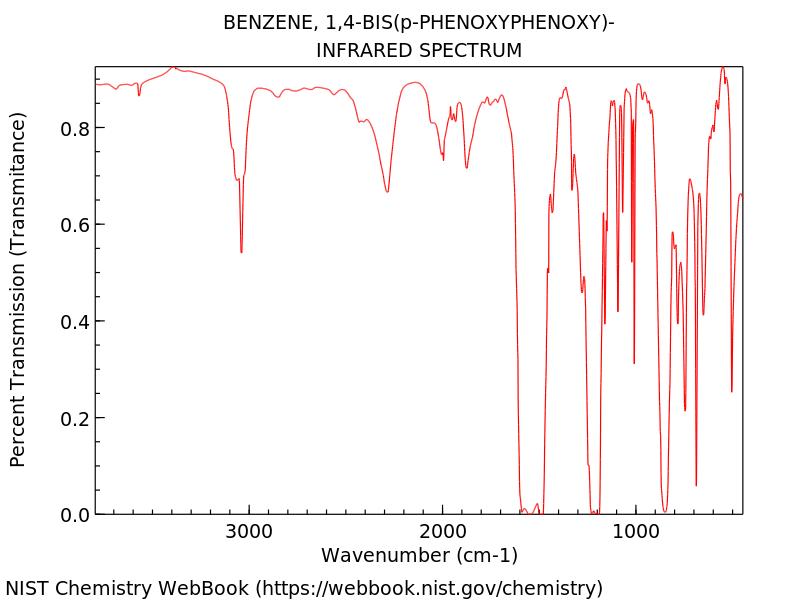 BENZENE, 1,4-BIS(p-PHENOXYPHENOXY)-
INFRARED SPECTRUM
Percent Transmission (Transmitance)
0.8
0.6
0.4
0.2
0.0
3000 2000 1000
Wavenumber (cm-1)
NIST Chemistry WebBook (https://webbook.nist.gov/chemistry)